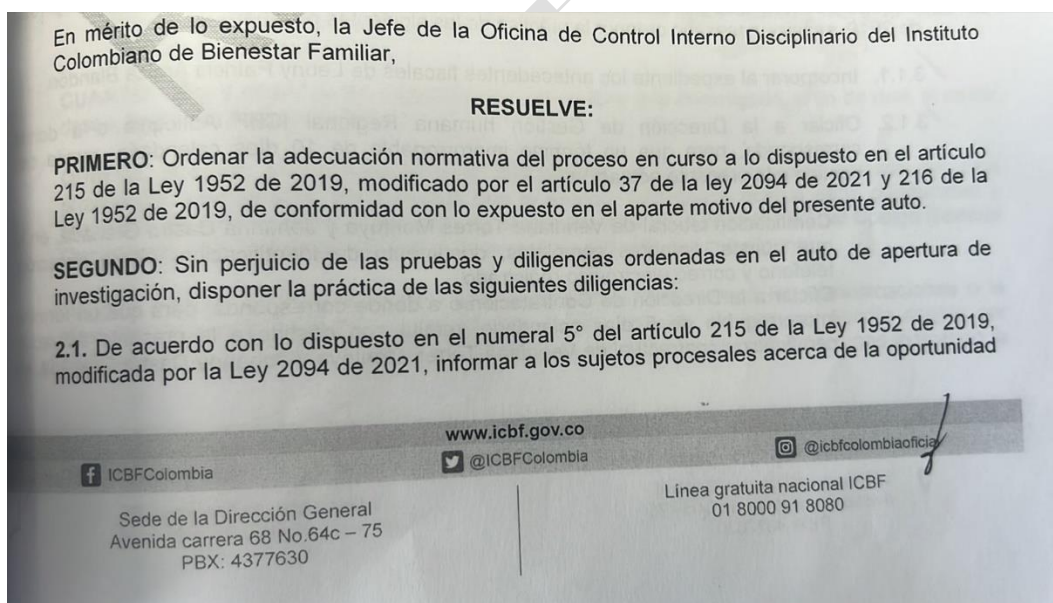 En mérito de lo expuesto, la Jefe de la Oficina de Control Interno Disciplinario del Instituto
Colombiano de Bienestar Familiar,
RESUELVE:
PRIMERO: Ordenar la adecuación normativa del proceso en curso a lo dispuesto en el artículo
215 de la Ley 1952 de 2019, modificado por el artículo 37 de la ley 2094 de 2021 y 216 de la
Ley 1952 de 2019, de conformidad con lo expuesto en el aparte motivo del presente auto.
SEGUNDO: Sin perjuicio de las pruebas y diligencias ordenadas en el auto de apertura de
investigación, disponer la práctica de las siguientes diligencias:
2.1. De acuerdo con lo dispuesto en el numeral 5° del artículo 215 de la Ley 1952 de 2019,
modificada por la Ley 2094 de 2021, informar a los sujetos procesales acerca de la oportunidad
www.icbf.gov.co
ICBFColombia
@ICBFColombia
@icbfcolombiaoficial
Sede de la Dirección General
Avenida carrera 68 No.64c – 75
PBX: 4377630
Línea gratuita nacional ICBF
01 8000 91 8080